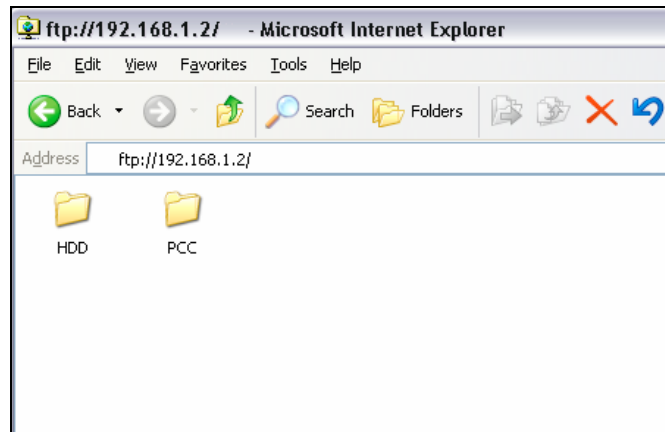 ftp://192.168.1.2/ - Microsoft Internet Explorer
File Edit View Favorites Tools Help
Back Search Folders
Address ftp://192.168.1.2/
HDD PCC